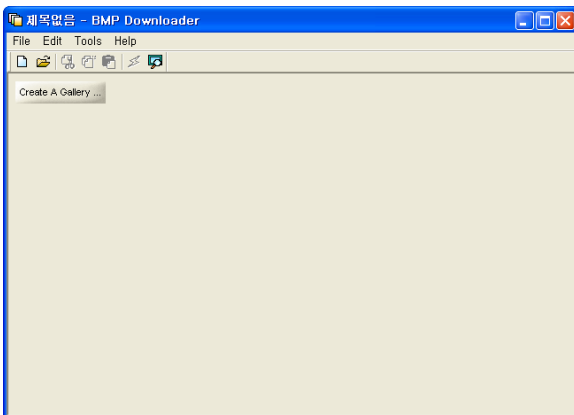 제목없음 - BMP Downloader
File Edit Tools Help
Create A Gallery ...